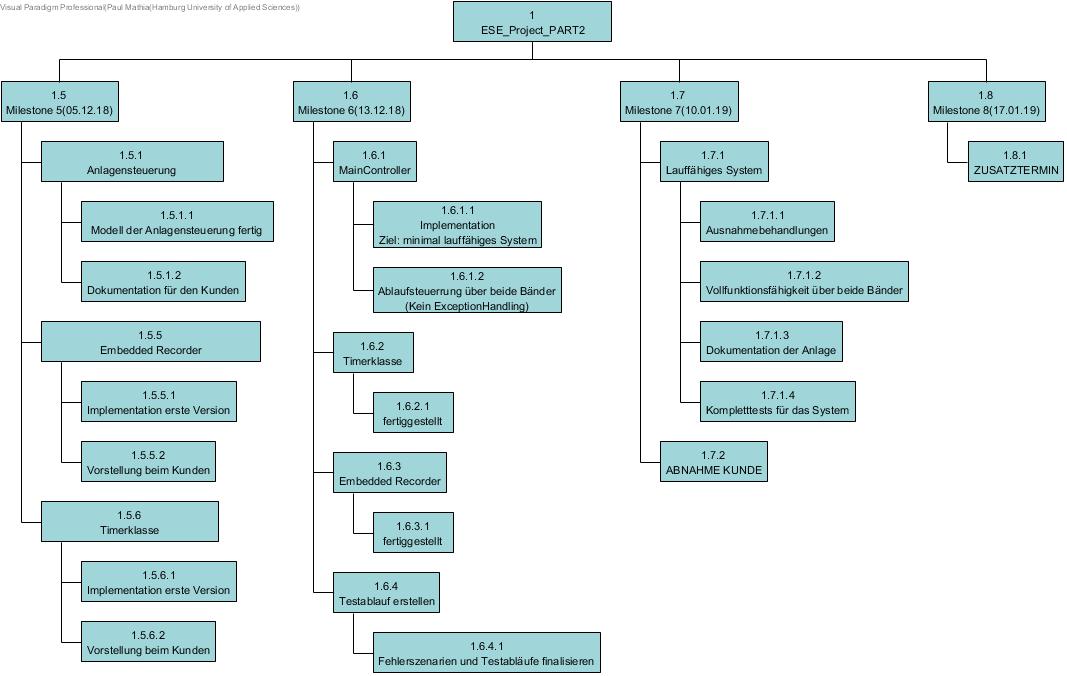 Visual Paradigm Professional(Paul Mathia(Hamburg University of Applied Sciences))
1
ESE_Project_PART2
1.5
Milestone 5(05.12.18)
1.5.1
Anlagensteuerung
1.5.1.1
Modell der Anlagensteuerung fertig
1.5.1.2
Dokumentation für den Kunden
1.5.5
Embedded Recorder
1.5.5.1
Implementation erste Version
1.5.5.2
Vorstellung beim Kunden
1.5.6
Timerklasse
1.5.6.1
Implementation erste Version
1.5.6.2
Vorstellung beim Kunden
1.6
Milestone 6(13.12.18)
1.6.1
MainController
1.6.1.1
Implementation
Ziel: minimal lauffähiges System
1.6.1.2
Ablaufsteuerrung über beide Bänder
(Kein ExceptionHandling)
1.6.2
Timerklasse
1.6.2.1
fertiggestellt
1.6.3
Embedded Recorder
1.6.3.1
fertiggestellt
1.6.4
Testablauf erstellen
1.6.4.1
Fehlerszenarien und Testabläufe finalisieren
1.7
Milestone 7(10.01.19)
1.7.1
Lauffähiges System
1.7.1.1
Ausnahmebehandlungen
1.7.1.2
Vollfunktionsfähigkeit über beide Bänder
1.7.1.3
Dokumentation der Anlage
1.7.1.4
Kompletttests für das System
1.7.2
ABNAHME KUNDE
1.8
Milestone 8(17.01.19)
1.8.1
ZUSATZTERMIN